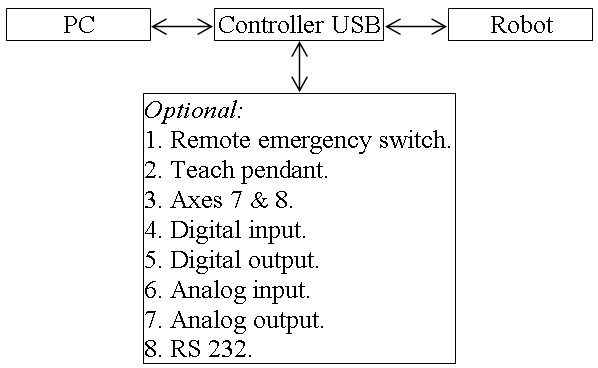 PC
Controller USB
Robot
Optional:
1. Remote emergency switch.
2. Teach pendant.
3. Axes 7 & 8.
4. Digital input.
5. Digital output.
6. Analog input.
7. Analog output.
8. RS 232.